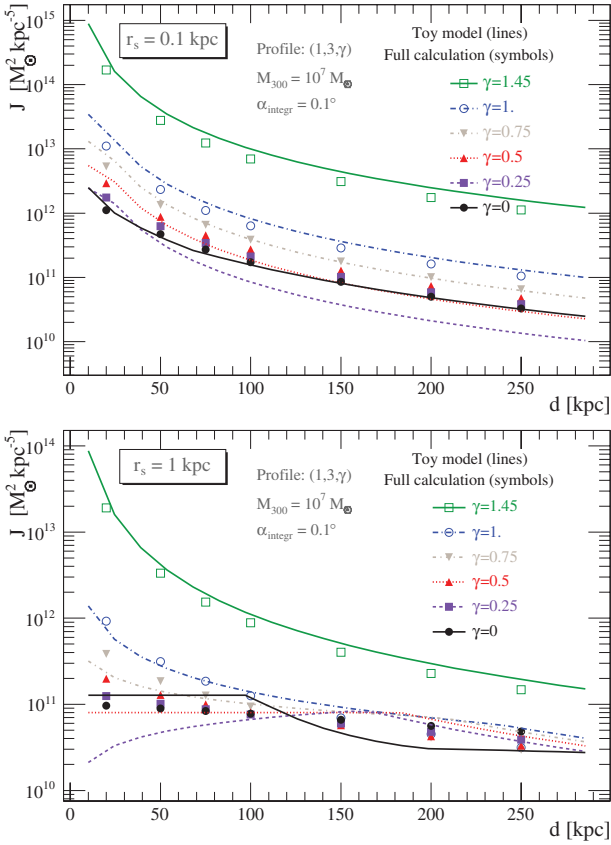 J [M²☉ kpc⁻⁵]
10¹⁵
10¹⁴
10¹³
10¹²
10¹¹
10¹⁰
rₛ = 0.1 kpc
Profile: (1,3,γ)
M₃₀₀ = 10⁷ M☉
α_integr = 0.1°
Toy model (lines)
Full calculation (symbols)
γ=1.45
γ=1.
γ=0.75
γ=0.5
γ=0.25
γ=0
0 50 100 150 200 250
d [kpc]
J [M²☉ kpc⁻⁵]
10¹⁴
10¹³
10¹²
10¹¹
10¹⁰
rₛ = 1 kpc
Profile: (1,3,γ)
M₃₀₀ = 10⁷ M☉
α_integr = 0.1°
Toy model (lines)
Full calculation (symbols)
γ=1.45
γ=1.
γ=0.75
γ=0.5
γ=0.25
γ=0
0 50 100 150 200 250
d [kpc]